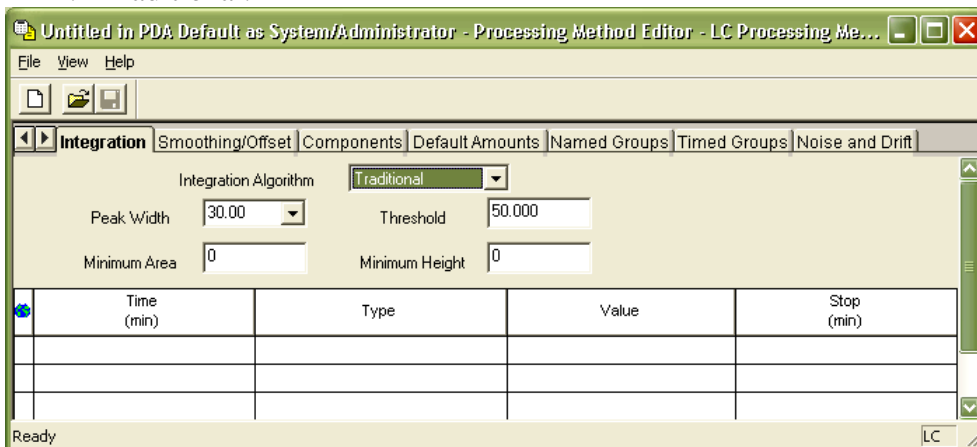 Untitled in PDA Default as System/Administrator - Processing Method Editor - LC Processing Me...
File View Help
Integration Smoothing/Offset Components Default Amounts Named Groups Timed Groups Noise and Drift
Integration Algorithm Traditional
Peak Width 30.00 Threshold 50.000
Minimum Area 0 Minimum Height 0
Time (min) Type Value Stop (min)
Ready LC